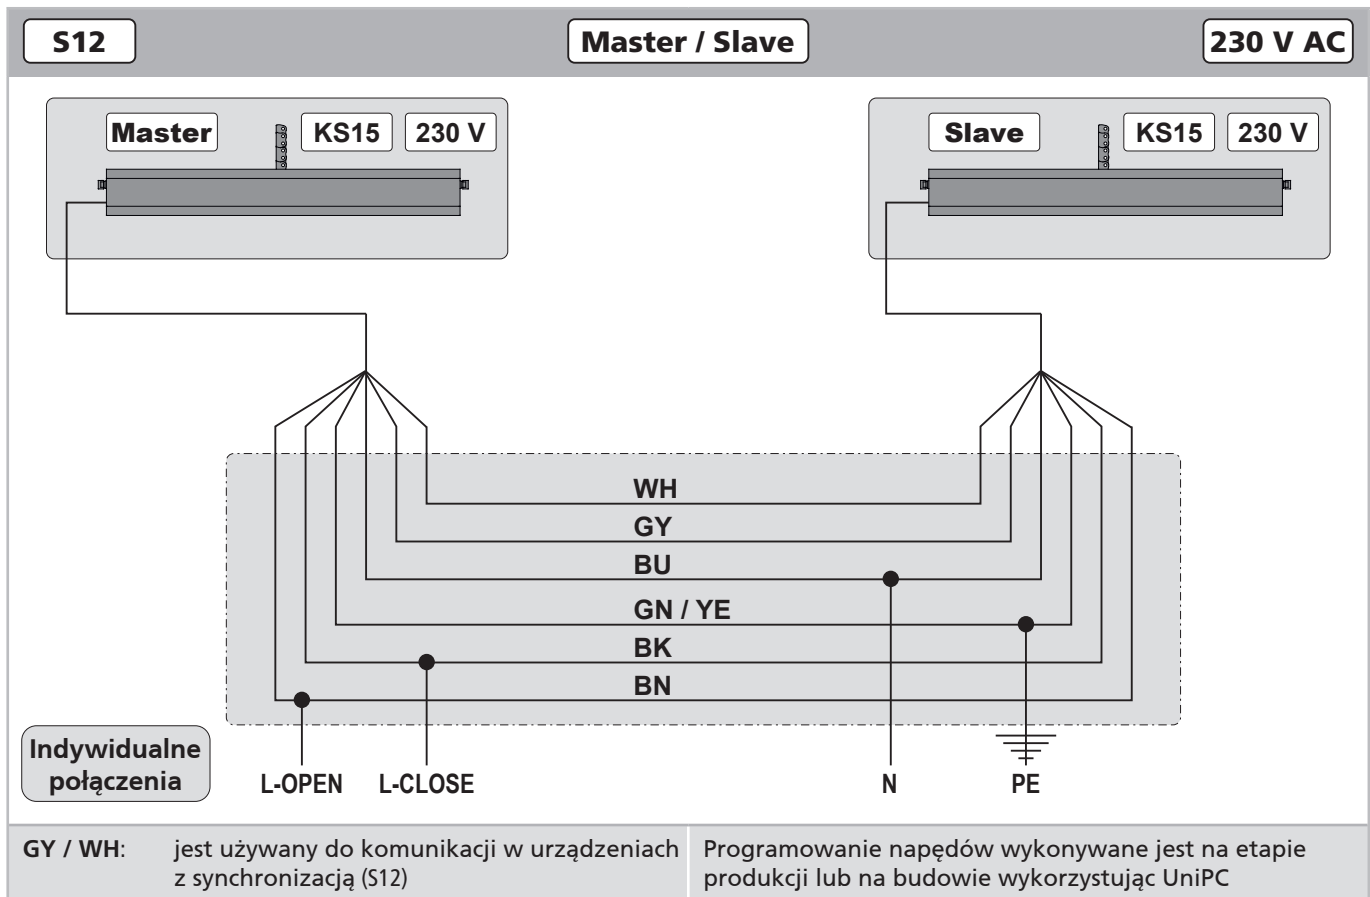 S12
Master / Slave
230 V AC
Master
KS15
230 V
Slave
KS15
230 V
WH
GY
BU
GN / YE
BK
BN
Indywidualne
połączenia
L-OPEN
L-CLOSE
N
PE
GY / WH: jest używany do komunikacji w urządzeniach
z synchronizacją (S12)
Programowanie napędów wykonywane jest na etapie
produkcji lub na budowie wykorzystując UniPC